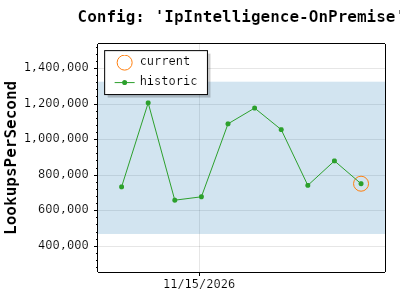 Config: 'IpIntelligence-OnPremise'
LookupsPerSecond
1,400,000
1,200,000
1,000,000
800,000
600,000
400,000
current
historic
11/15/2026